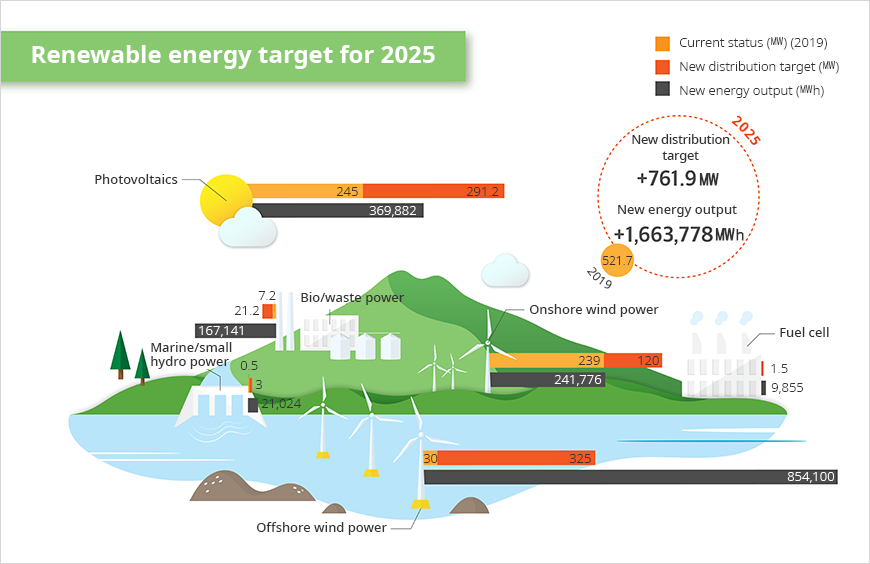 Renewable energy target for 2025
Current status (㎿) (2019)
New distribution target (㎿)
New energy output (㎿h)
2025
New distribution
target
+761.9 ㎿
New energy output
+1,663,778㎿h
521.7
2019
Photovoltaics
245
291.2
369,882
7.2
21.2
167,141
Bio/waste power
Onshore wind power
239
120
241,776
Fuel cell
1.5
9,855
Marine/small
hydro power
0.5
3
21,024
30
325
854,100
Offshore wind power